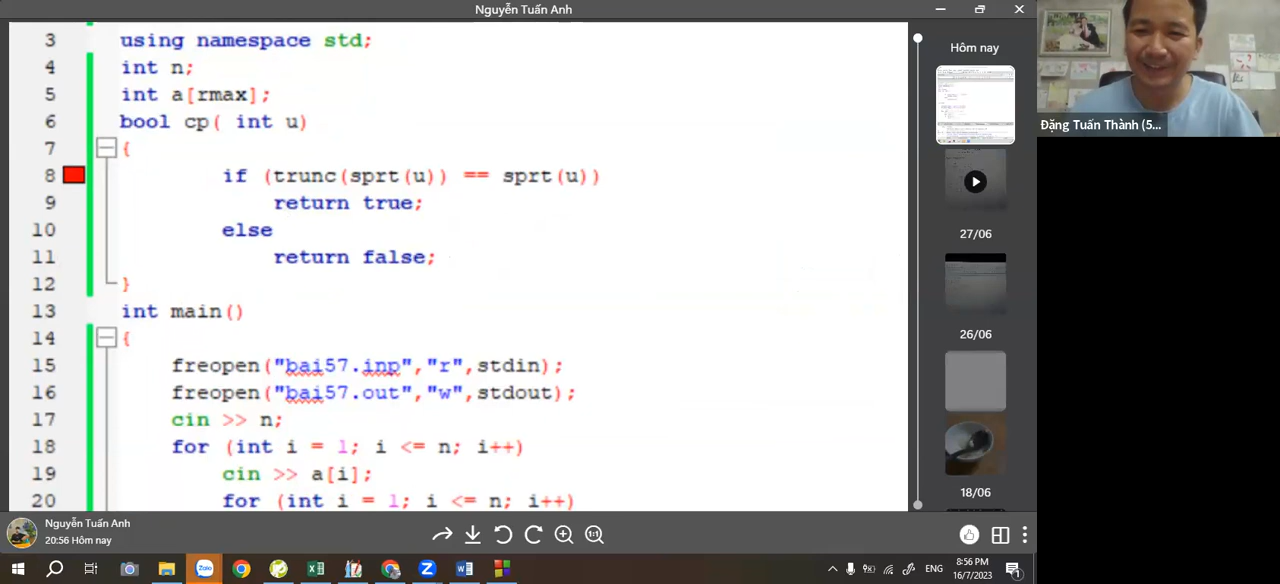 Nguyễn Tuấn Anh
3 using namespace std;
4 int n;
5 int a[rmax];
6 bool cp( int u)
7 {
8 if (trunc(sprt(u)) == sprt(u))
9 return true;
10 else
11 return false;
12 }
13 int main()
14 {
15 freopen("bai57.inp","r",stdin);
16 freopen("bai57.out","w",stdout);
17 cin >> n;
18 for (int i = 1; i <= n; i++)
19 cin >> a[i];
20 for (int i = 1; i <= n; i++)
Hôm nay
27/06
26/06
18/06
Đặng Tuấn Thành (5...
Nguyễn Tuấn Anh
20:56 Hôm nay
1:1
Zalo
ENG
8:56 PM
16/7/2023